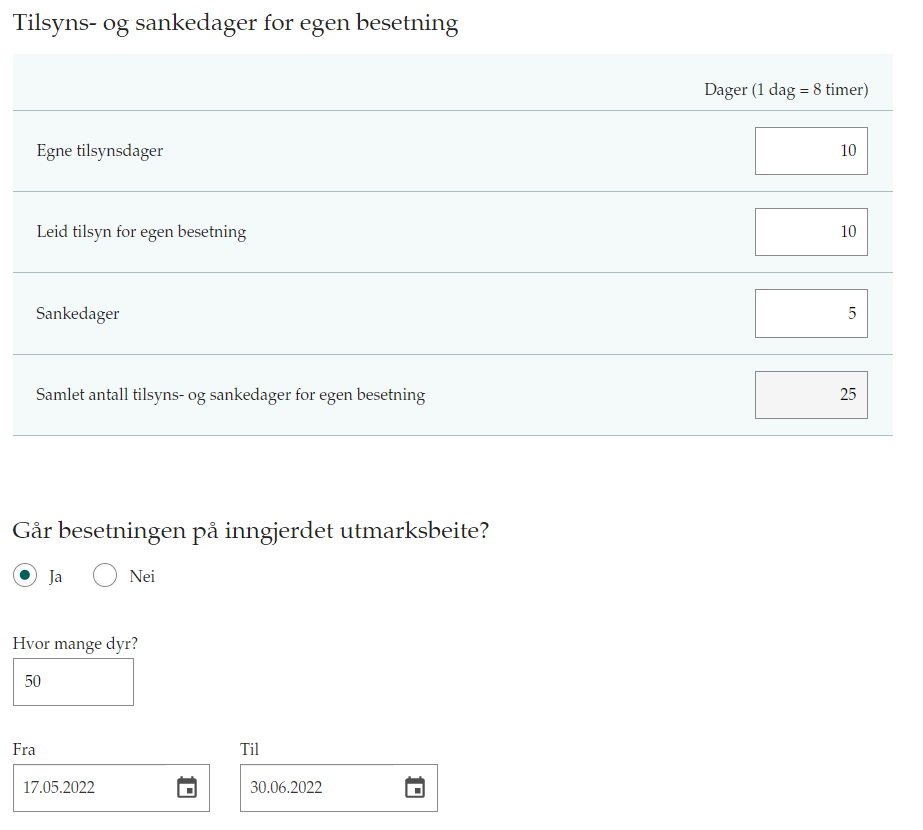 Tilsyns- og sankedager for egen besetning
Dager (1 dag = 8 timer)
Egne tilsynsdager 10
Leid tilsyn for egen besetning 10
Sankedager 5
Samlet antall tilsyns- og sankedager for egen besetning 25
Går besetningen på inngjerdet utmarksbeite?
Ja Nei
Hvor mange dyr?
50
Fra Til
17.05.2022 30.06.2022